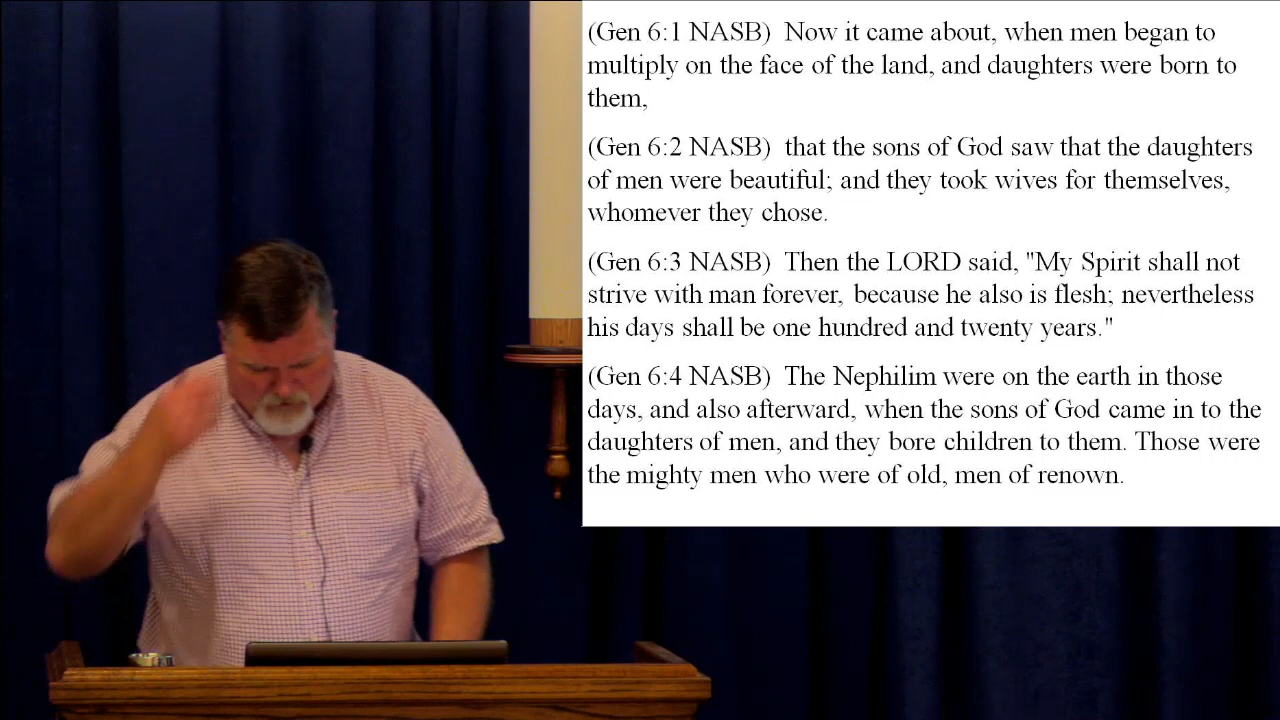 (Gen 6:1 NASB)  Now it came about, when men began to
multiply on the face of the land, and daughters were born to
them,
(Gen 6:2 NASB)  that the sons of God saw that the daughters
of men were beautiful; and they took wives for themselves,
whomever they chose.
(Gen 6:3 NASB)  Then the LORD said, "My Spirit shall not
strive with man forever, because he also is flesh; nevertheless
his days shall be one hundred and twenty years."
(Gen 6:4 NASB)  The Nephilim were on the earth in those
days, and also afterward, when the sons of God came in to the
daughters of men, and they bore children to them. Those were
the mighty men who were of old, men of renown.